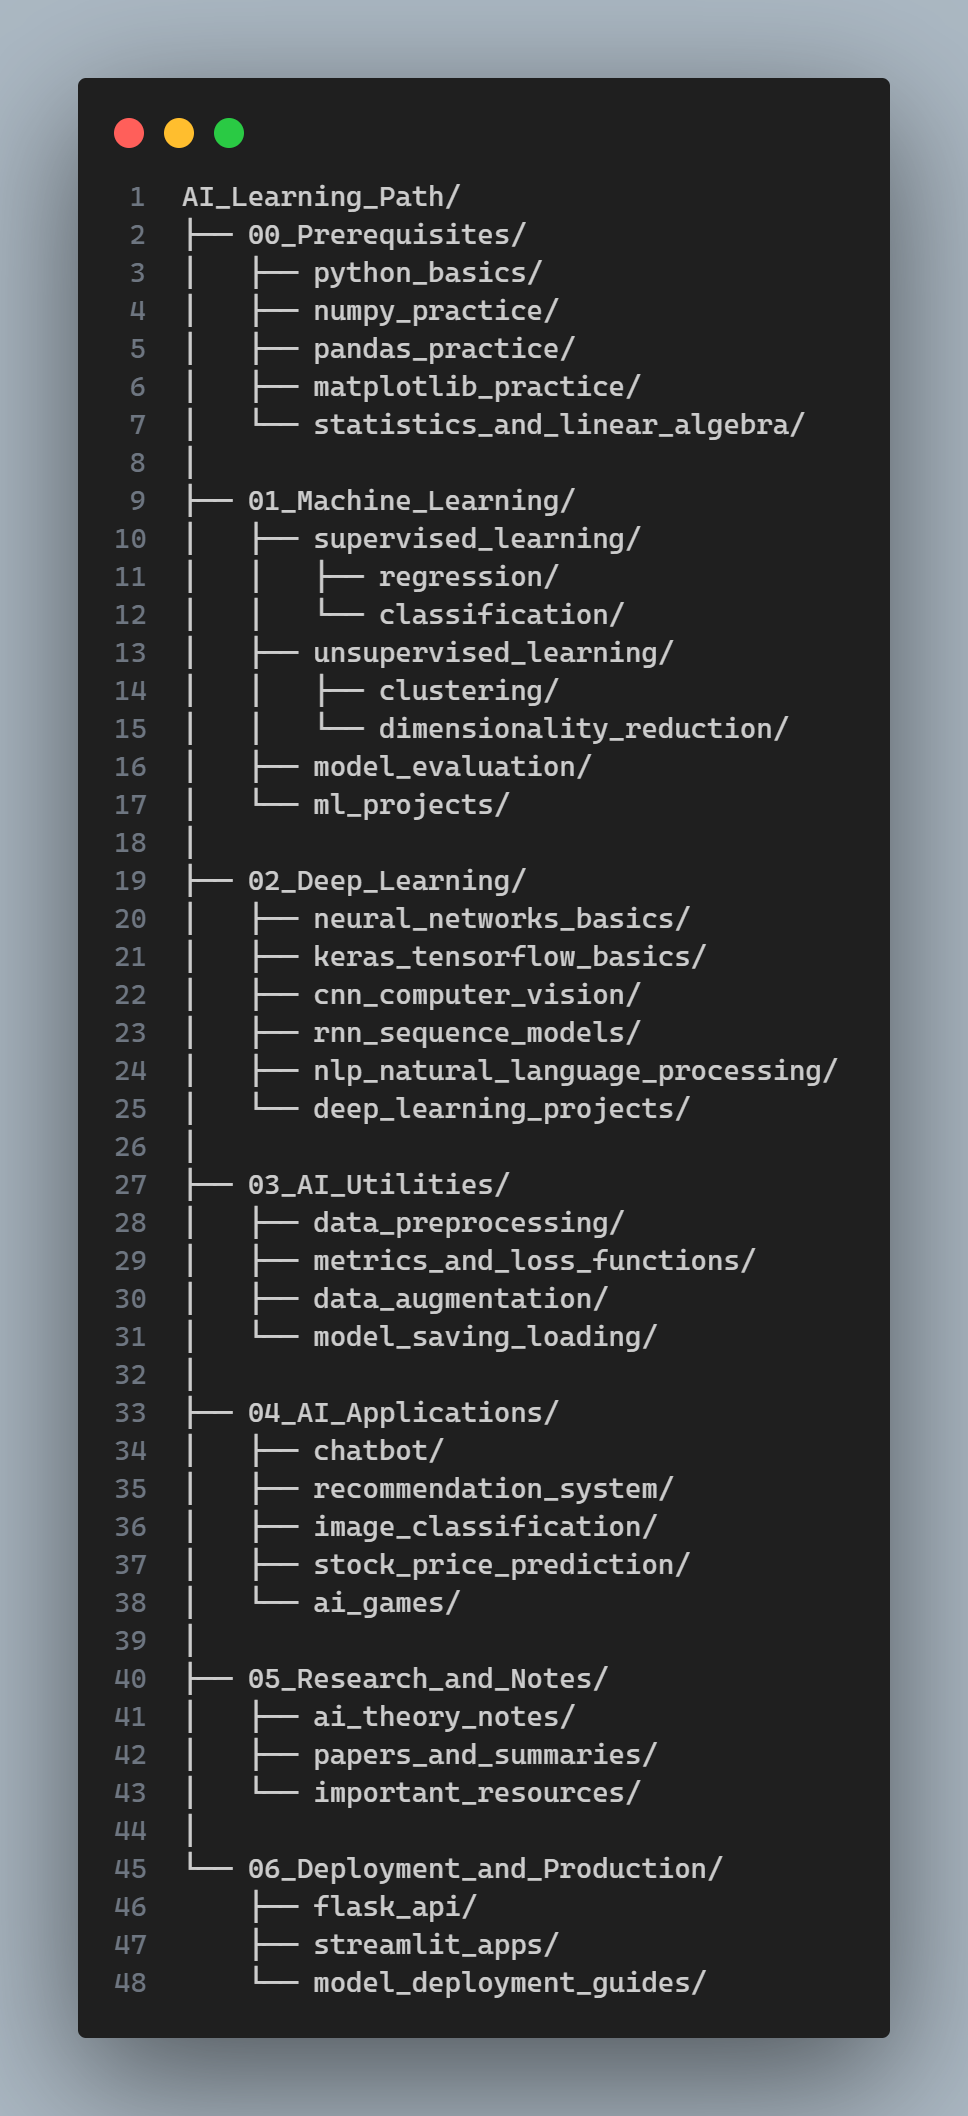 1 AI_Learning_Path/
2 ├── 00_Prerequisites/
3 │   ├── python_basics/
4 │   ├── numpy_practice/
5 │   ├── pandas_practice/
6 │   ├── matplotlib_practice/
7 │   └── statistics_and_linear_algebra/
8 │
9 ├── 01_Machine_Learning/
10 │   ├── supervised_learning/
11 │   │   ├── regression/
12 │   │   └── classification/
13 │   ├── unsupervised_learning/
14 │   │   ├── clustering/
15 │   │   └── dimensionality_reduction/
16 │   ├── model_evaluation/
17 │   └── ml_projects/
18 │
19 ├── 02_Deep_Learning/
20 │   ├── neural_networks_basics/
21 │   ├── keras_tensorflow_basics/
22 │   ├── cnn_computer_vision/
23 │   ├── rnn_sequence_models/
24 │   ├── nlp_natural_language_processing/
25 │   └── deep_learning_projects/
26 │
27 ├── 03_AI_Utilities/
28 │   ├── data_preprocessing/
29 │   ├── metrics_and_loss_functions/
30 │   ├── data_augmentation/
31 │   └── model_saving_loading/
32 │
33 ├── 04_AI_Applications/
34 │   ├── chatbot/
35 │   ├── recommendation_system/
36 │   ├── image_classification/
37 │   ├── stock_price_prediction/
38 │   └── ai_games/
39 │
40 ├── 05_Research_and_Notes/
41 │   ├── ai_theory_notes/
42 │   ├── papers_and_summaries/
43 │   └── important_resources/
44 │
45 └── 06_Deployment_and_Production/
46     ├── flask_api/
47     ├── streamlit_apps/
48     └── model_deployment_guides/